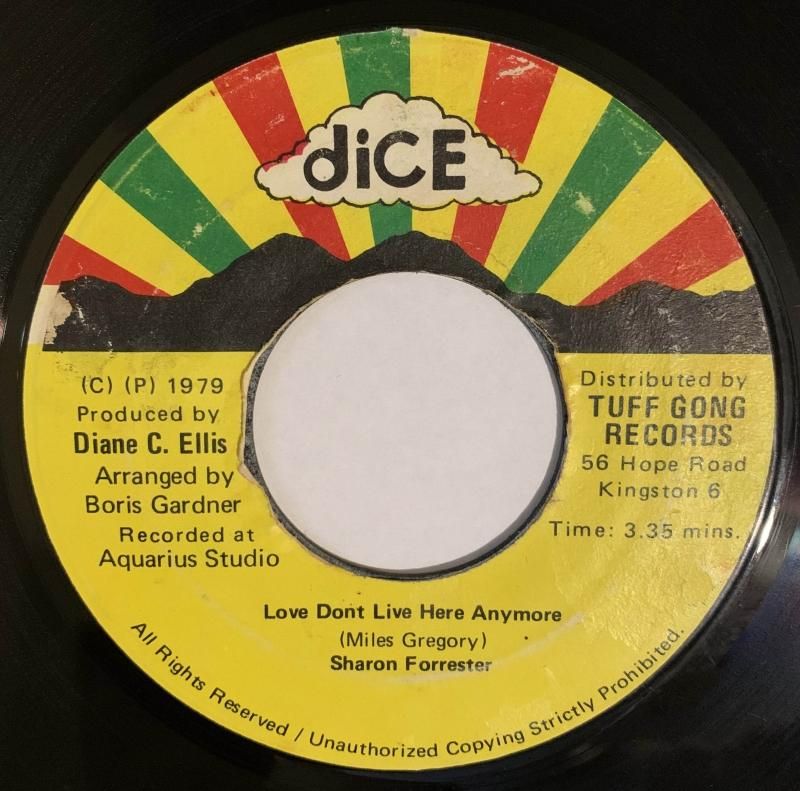 diCE
(C) (P) 1979
Produced by
Diane C. Ellis
Arranged by
Boris Gardner
Recorded at
Aquarius Studio
Distributed by
TUFF GONG
RECORDS
56 Hope Road
Kingston 6
Time: 3.35 mins.
Love Dont Live Here Anymore
(Miles Gregory)
Sharon Forrester
All Rights Reserved / Unauthorized Copying Strictly Prohibited.